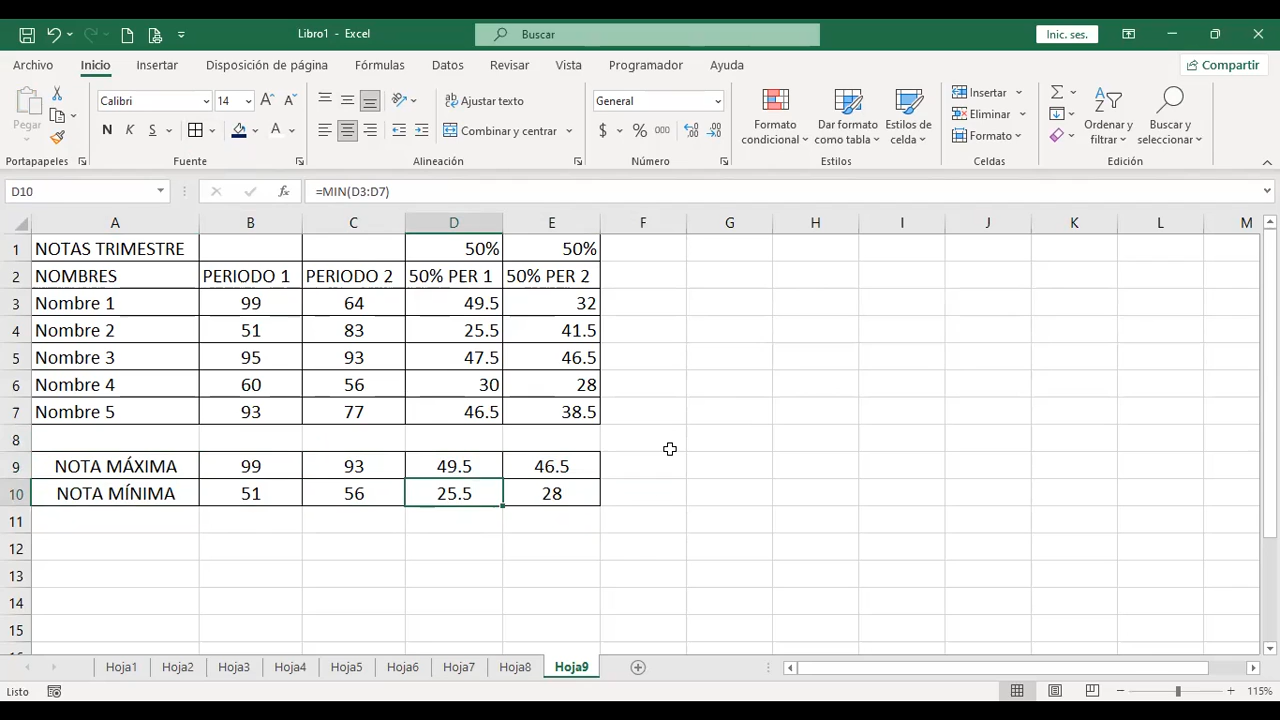 Libro1 - Excel
Buscar
Inic. ses.
Archivo Inicio Insertar Disposición de página Fórmulas Datos Revisar Vista Programador Ayuda Compartir
Pegar
Calibri 14
N K S A
Ajustar texto
Combinar y centrar
General
$ % 000
Formato condicional
Dar formato como tabla
Estilos de celda
Insertar
Eliminar
Formato
Ordenar y filtrar
Buscar y seleccionar
Portapapeles Fuente Alineación Número Estilos Celdas Edición
D10 fx =MIN(D3:D7)
A B C D E F G H I J K L M
1 NOTAS TRIMESTRE 50% 50%
2 NOMBRES PERIODO 1 PERIODO 2 50% PER 1 50% PER 2
3 Nombre 1 99 64 49.5 32
4 Nombre 2 51 83 25.5 41.5
5 Nombre 3 95 93 47.5 46.5
6 Nombre 4 60 56 30 28
7 Nombre 5 93 77 46.5 38.5
8
9 NOTA MÁXIMA 99 93 49.5 46.5
10 NOTA MÍNIMA 51 56 25.5 28
11
12
13
14
15
Hoja1 Hoja2 Hoja3 Hoja4 Hoja5 Hoja6 Hoja7 Hoja8 Hoja9
Listo 115%